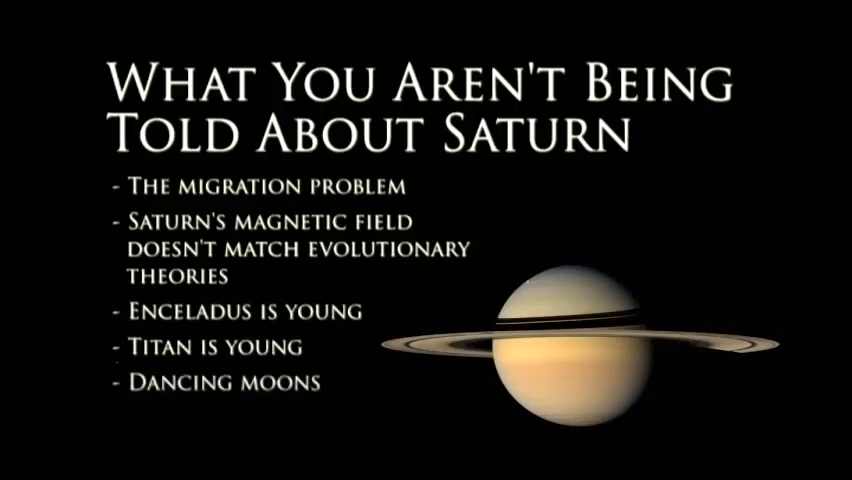 What You Aren't Being
Told About Saturn
- The migration problem
- Saturn's magnetic field
doesn't match evolutionary
theories
- Enceladus is young
- Titan is young
- Dancing moons